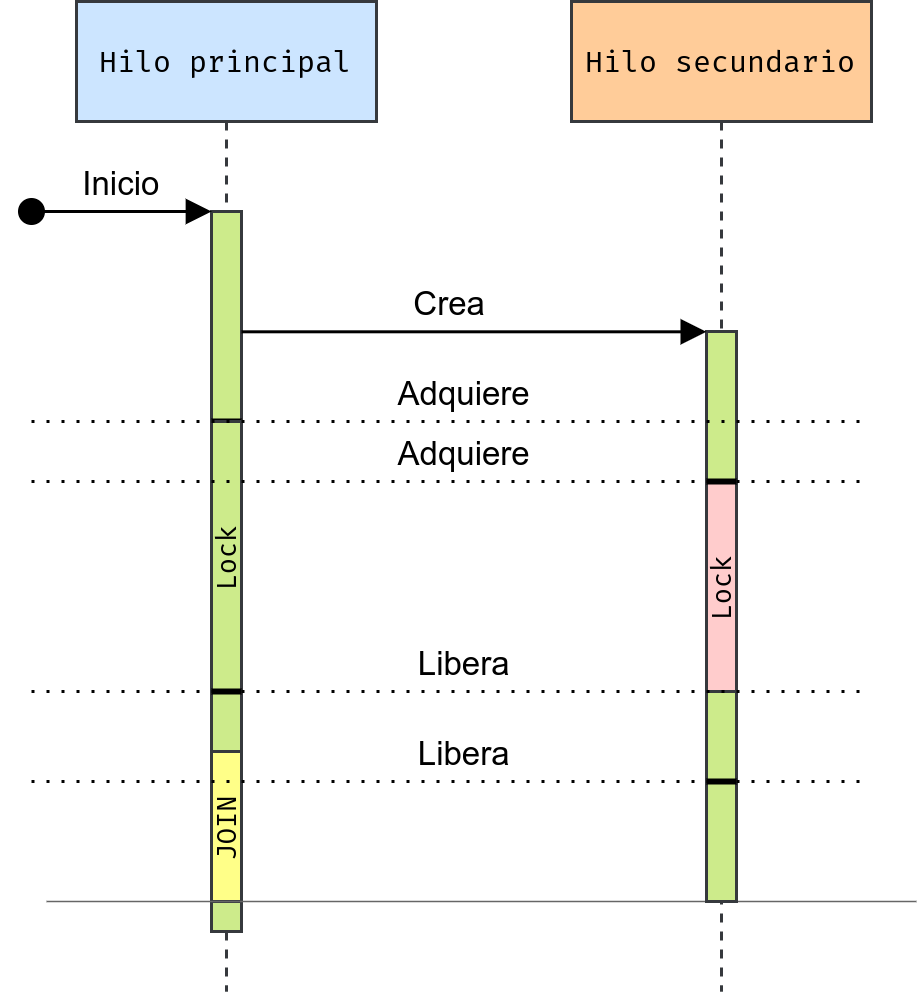 Hilo principal
Hilo secundario
Inicio
Crea
Adquiere
Adquiere
Lock
Lock
Libera
Libera
JOIN